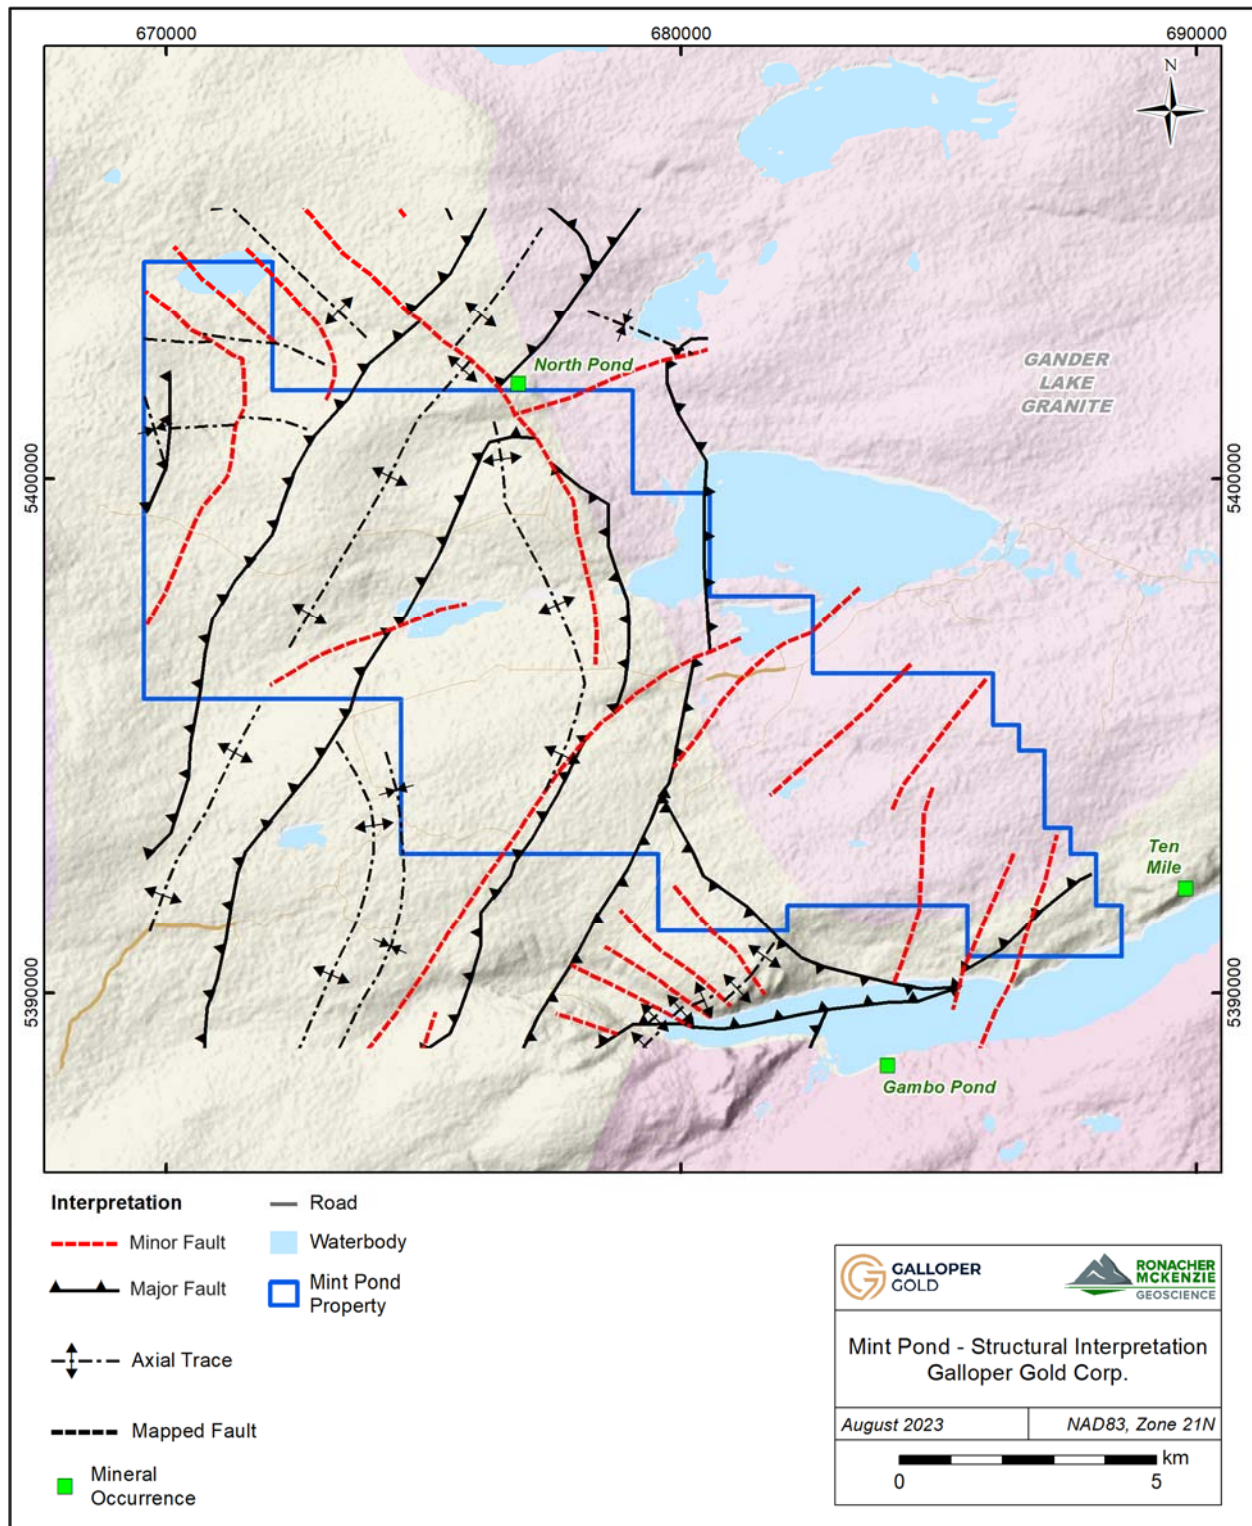 670000
680000
690000
N
North Pond
GANDER
LAKE
GRANITE
5400000
5400000
Ten
Mile
5390000
5390000
Gambo Pond
Interpretation
Minor Fault
Major Fault
Axial Trace
Mapped Fault
Mineral
Occurrence
Road
Waterbody
Mint Pond
Property
GALLOPER
GOLD
RONACHER
MCKENZIE
GEOSCIENCE
Mint Pond - Structural Interpretation
Galloper Gold Corp.
August 2023
NAD83, Zone 21N
km
0 5